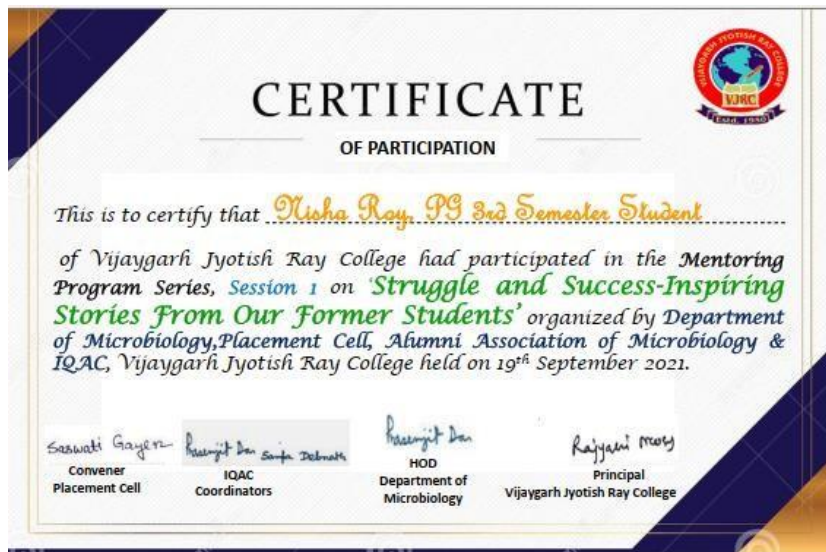 VIJAYGARH JYOTISH RAY COLLEGE
VJRC
Estd. 1980
CERTIFICATE
OF PARTICIPATION
This is to certify that Nisha Ray, PG 3rd Semester Student
of Vijaygarh Jyotish Ray College had participated in the Mentoring
Program Series, Session 1 on 'Struggle and Success-Inspiring
Stories From Our Former Students' organized by Department
of Microbiology,Placement Cell, Alumni Association of Microbiology &
IQAC, Vijaygarh Jyotish Ray College held on 19th September 2021.
Saswati Gayen
Convener
Placement Cell
IQAC
Coordinators
HOD
Department of
Microbiology
Principal
Vijaygarh Jyotish Ray College